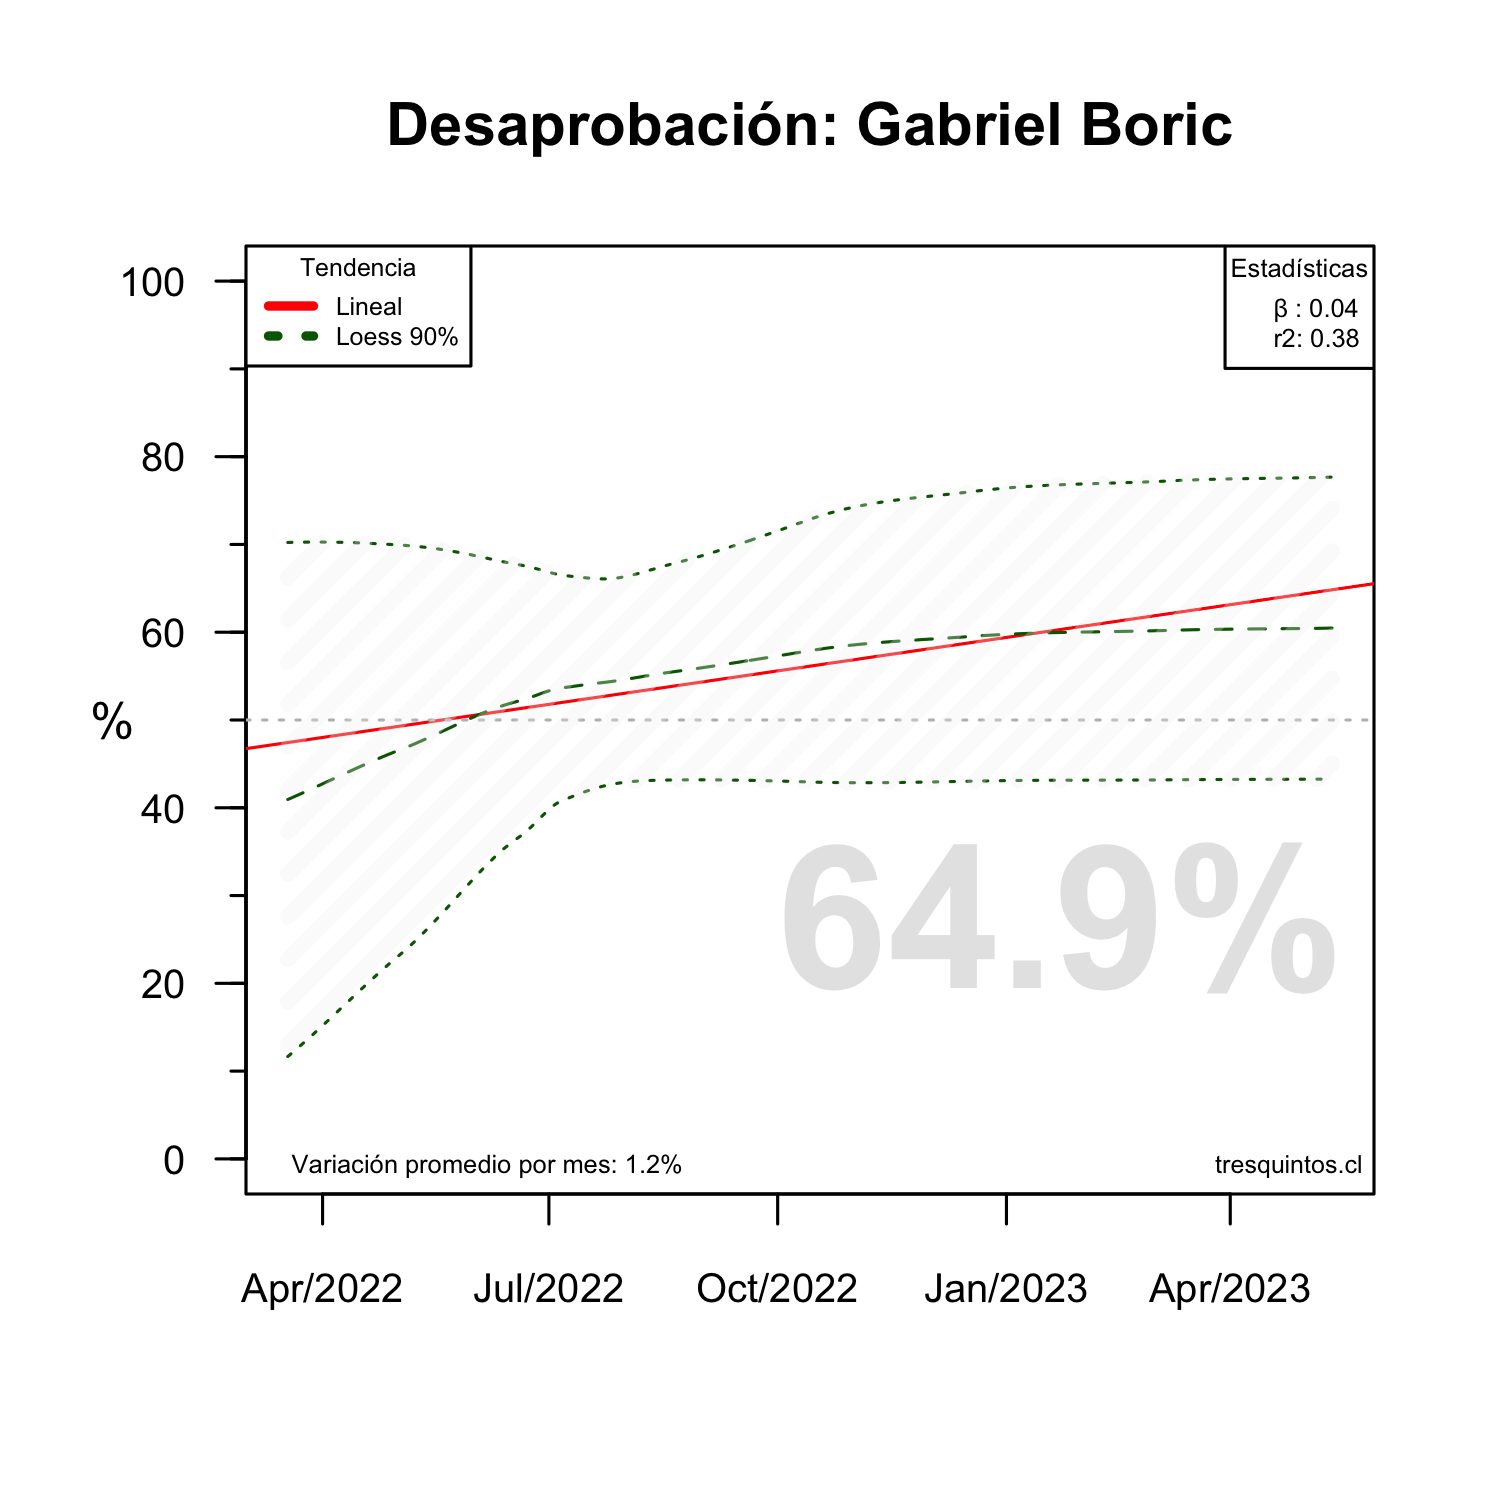 Desaprobación: Gabriel Boric
Tendencia
Lineal
Loess 90%
Estadísticas
β : 0.04
r2: 0.38
100
80
60
%
40
20
0
64.9%
Variación promedio por mes: 1.2%
tresquintos.cl
Apr/2022 Jul/2022 Oct/2022 Jan/2023 Apr/2023